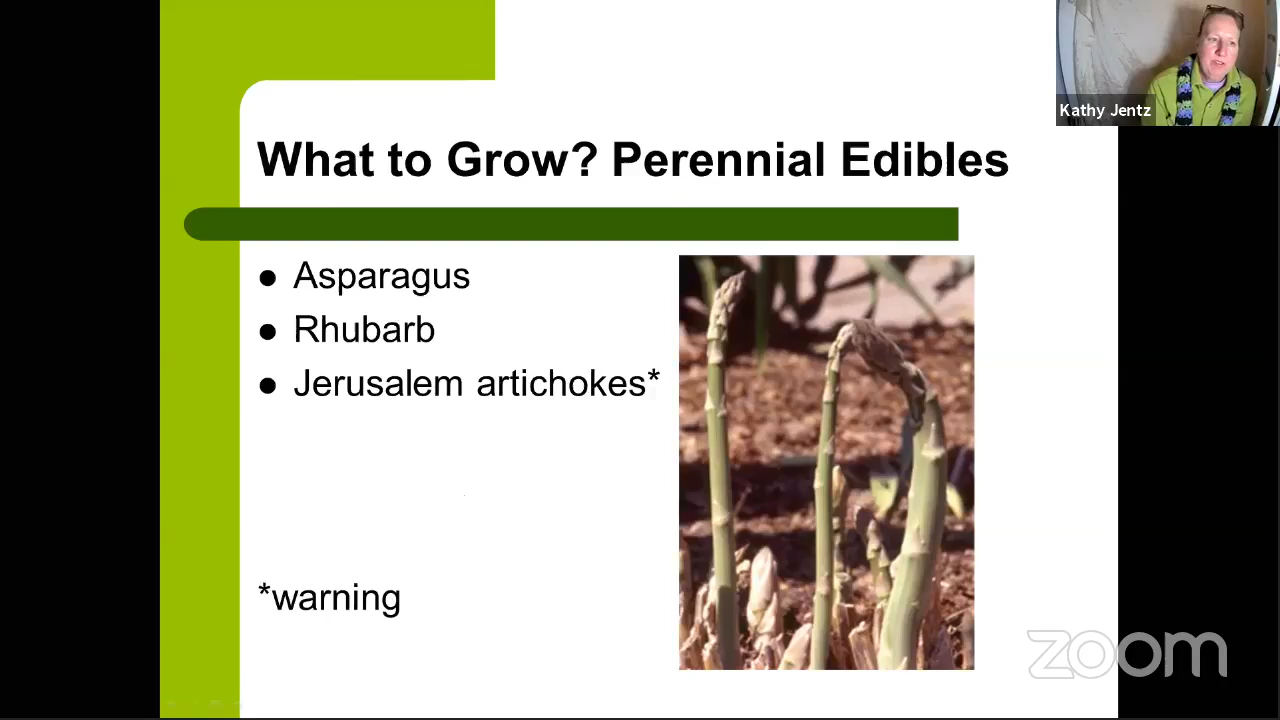 Kathy Jentz
What to Grow? Perennial Edibles
● Asparagus
● Rhubarb
● Jerusalem artichokes*
*warning
zoom